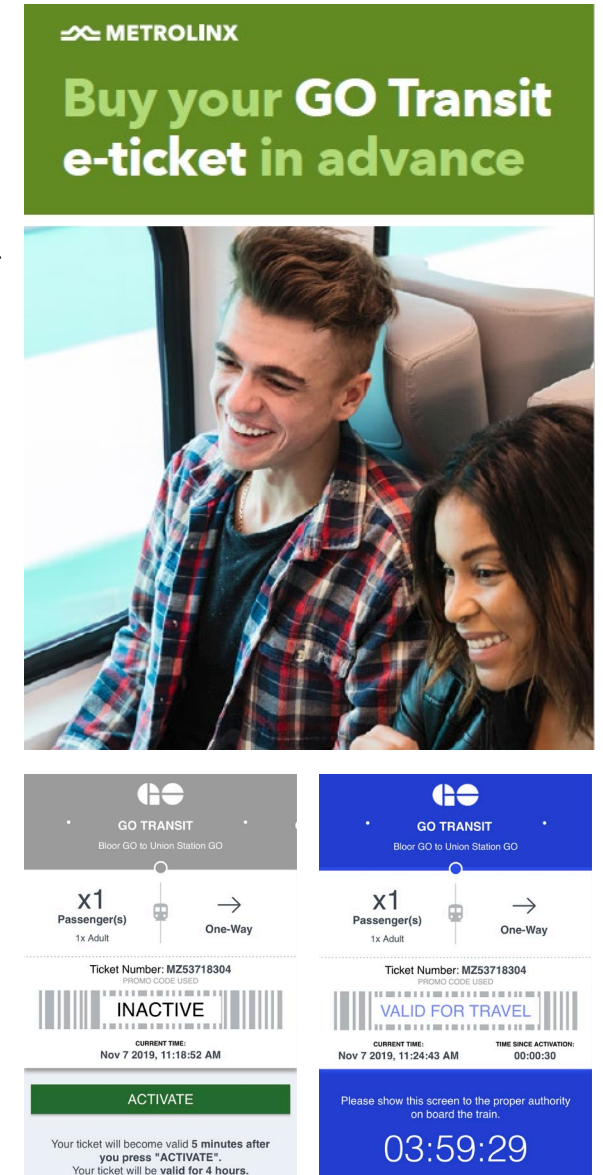 METROLINX
Buy your GO Transit
e-ticket in advance
GO
GO TRANSIT
Bloor GO to Union Station GO
x1
Passenger(s)
1x Adult
One-Way
Ticket Number: MZ53718304
PROMO CODE USED
INACTIVE
CURRENT TIME:
Nov 7 2019, 11:18:52 AM
ACTIVATE
Your ticket will become valid 5 minutes after
you press "ACTIVATE".
Your ticket will be valid for 4 hours.
GO
GO TRANSIT
Bloor GO to Union Station GO
x1
Passenger(s)
1x Adult
One-Way
Ticket Number: MZ53718304
PROMO CODE USED
VALID FOR TRAVEL
CURRENT TIME:
Nov 7 2019, 11:24:43 AM
TIME SINCE ACTIVATION:
00:00:30
Please show this screen to the proper authority
on board the train.
03:59:29